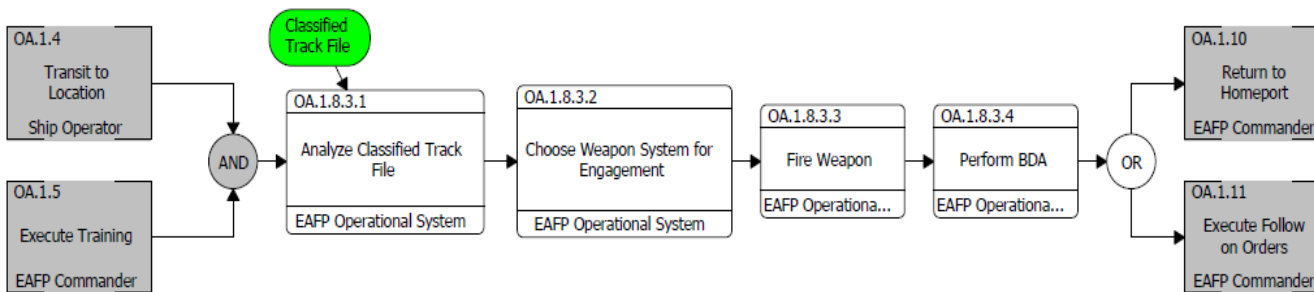 OA.1.4
Transit to
Location
Ship Operator
OA.1.5
Execute Training
EAFP Commander
AND
Classified
Track File
OA.1.8.3.1
Analyze Classified Track
File
EAFP Operational System
OA.1.8.3.2
Choose Weapon System for
Engagement
EAFP Operational System
OA.1.8.3.3
Fire Weapon
EAFP Operationa...
OA.1.8.3.4
Perform BDA
EAFP Operationa...
OR
OA.1.10
Return to
Homeport
EAFP Commander
OA.1.11
Execute Follow
on Orders
EAFP Commander